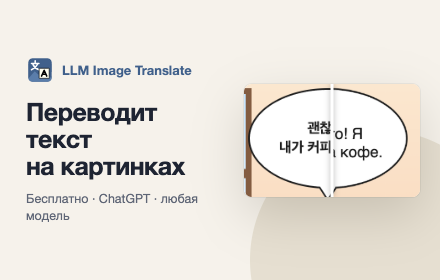 LLM Image Translate
Переводит
текст
на картинках
Бесплатно · ChatGPT · любая
модель
괜찮
о! Я
내가 커피
кофе.